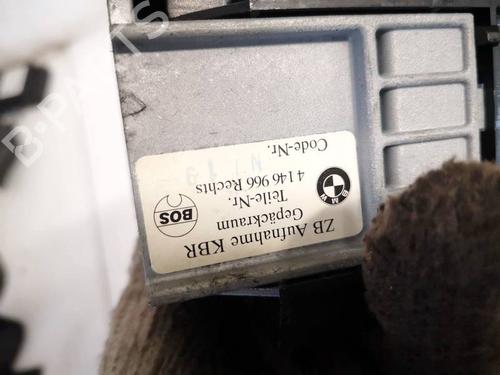 ZB Aufnahme KBR
Gepäckraum
Teile-Nr.
4 146 966 Rechts
Code-Nr.
BMW
BOS
B-PARTS